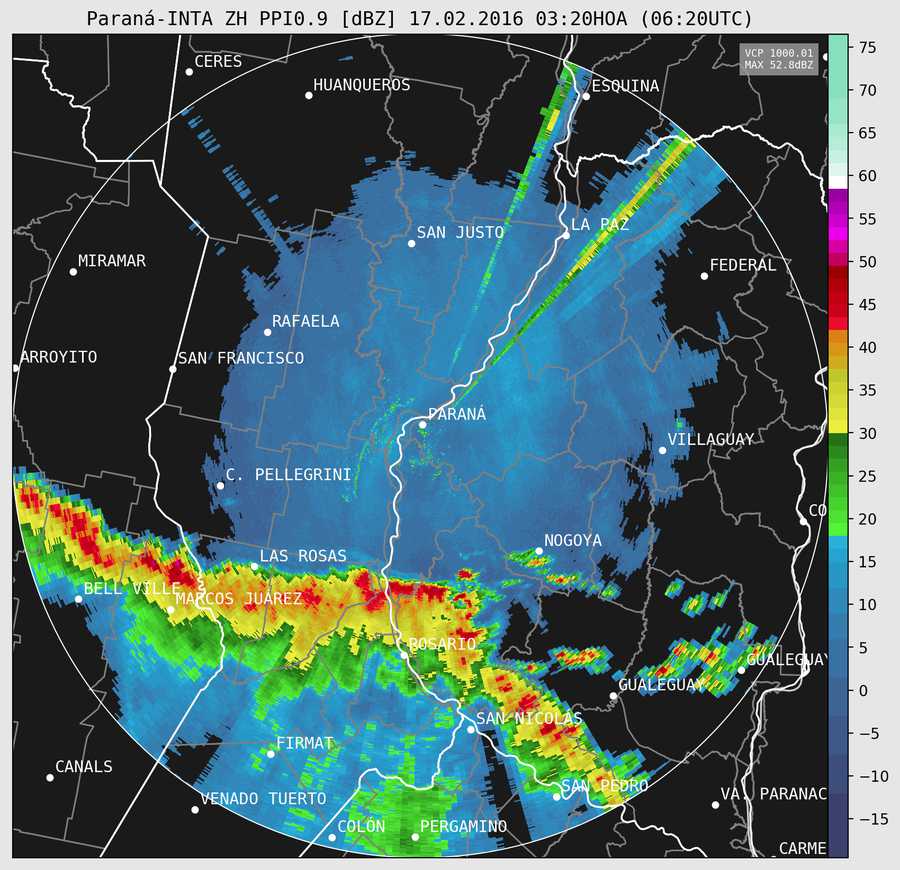 Paraná-INTA ZH PPI0.9 [dBZ] 17.02.2016 03:20HOA (06:20UTC)
VCP 1000.01
MAX 52.8dBZ
CERES
HUANQUEROS
ESQUINA
SAN JUSTO
LA PAZ
MIRAMAR
FEDERAL
RAFAELA
ARROYITO
SAN FRANCISCO
PARANÁ
VILLAGUAY
C. PELLEGRINI
CO
NOGOYA
LAS ROSAS
BELL VILLE
MARCOS JUÁREZ
ROSARIO
GUALEGUAY
GUALEGUAY
SAN NICOLÁS
FIRMAT
CANALS
SAN PEDRO
VENADO TUERTO
VA. PARANAC
COLÓN
PERGAMINO
CARME
75
70
65
60
55
50
45
40
35
30
25
20
15
10
5
0
−5
−10
−15